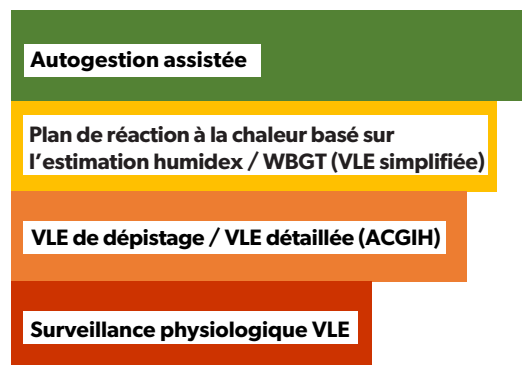 Autogestion assistée
Plan de réaction à la chaleur basé sur
l’estimation humidex / WBGT (VLE simplifiée)
VLE de dépistage / VLE détaillée (ACGIH)
Surveillance physiologique VLE